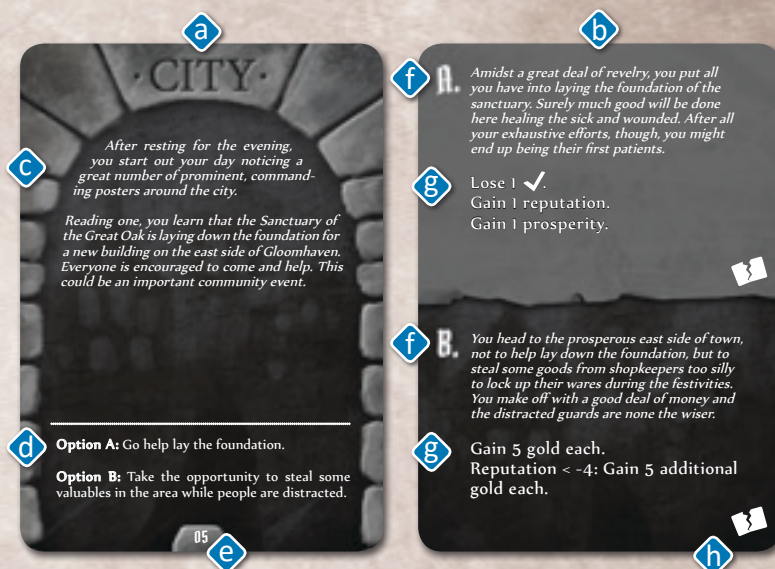 a
b
·CITY·
c
After resting for the evening,
you start out your day noticing a
great number of prominent, command-
ing posters around the city.
Reading one, you learn that the Sanctuary of
the Great Oak is laying down the foundation for
a new building on the east side of Gloomhaven.
Everyone is encouraged to come and help. This
could be an important community event.
d
Option A: Go help lay the foundation.
Option B: Take the opportunity to steal some
valuables in the area while people are distracted.
05
e
f
A.
Amidst a great deal of revelry, you put all
you have into laying the foundation of the
sanctuary. Surely much good will be done
here healing the sick and wounded. After all
your exhaustive efforts, though, you might
end up being their first patients.
g
Lose 1 ✓.
Gain 1 reputation.
Gain 1 prosperity.
f
B.
You head to the prosperous east side of town,
not to help lay down the foundation, but to
steal some goods from shopkeepers too silly
to lock up their wares during the festivities.
You make off with a good deal of money and
the distracted guards are none the wiser.
g
Gain 5 gold each.
Reputation < -4: Gain 5 additional
gold each.
h